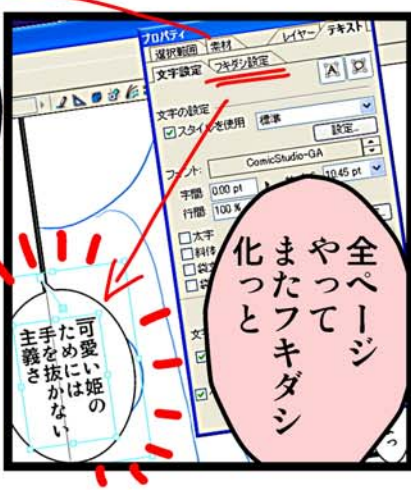 プロパティ
選択範囲 素材 レイヤー テキスト
文字設定 フキダシ設定
A
文字の設定
スタイルを使用 標準
設定...
フォント: ComicStudio-GA
字間: 0.00 pt
10.45 pt
行間: 100 %
太字
斜体
全ページ
やって
またフキダシ
化っと
可愛い姫の
ためには
手を抜かない
主義さ
っ